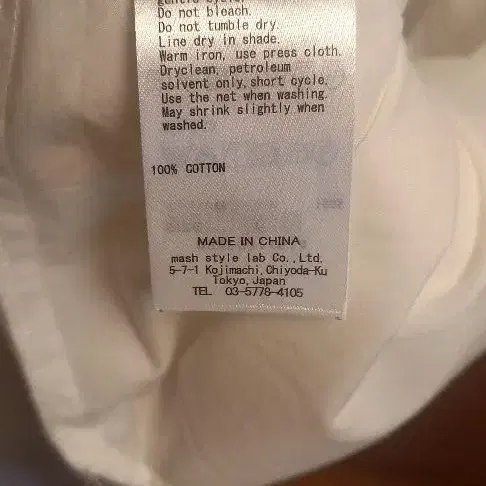 Do not bleach.
Do not tumble dry.
Line dry in shade.
Warm iron, use press cloth.
Dryclean, petroleum
solvent only, short cycle.
Use the net when washing.
May shrink slightly when
washed.
100% COTTON
MADE IN CHINA
mash style lab Co., Ltd.
5-7-1 Kojimachi, Chiyoda-Ku
Tokyo, Japan
TEL 03-5778-4105